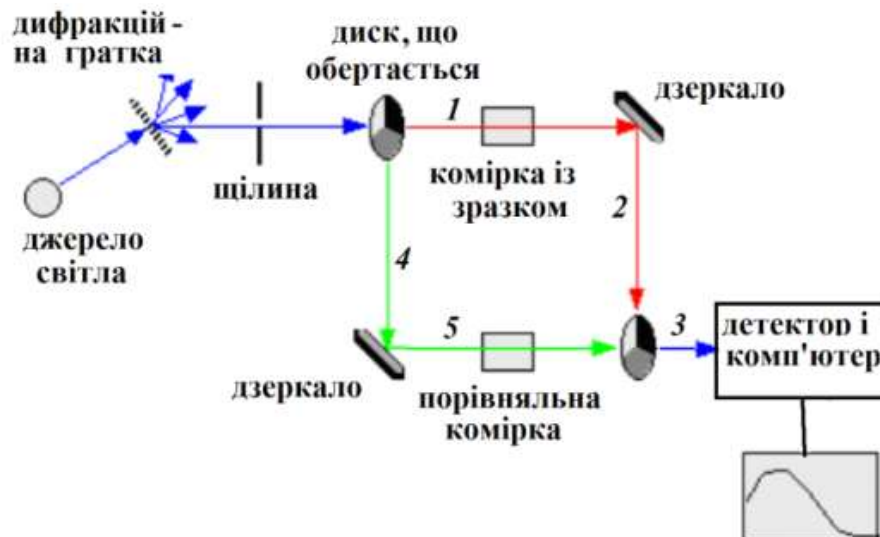 дифракцій -
на гратка
диск, що
обертається
дзеркало
1
щілина
комірка із
зразком
2
джерело
світла
4
5
3
детектор і
комп'ютер
дзеркало
порівняльна
комірка